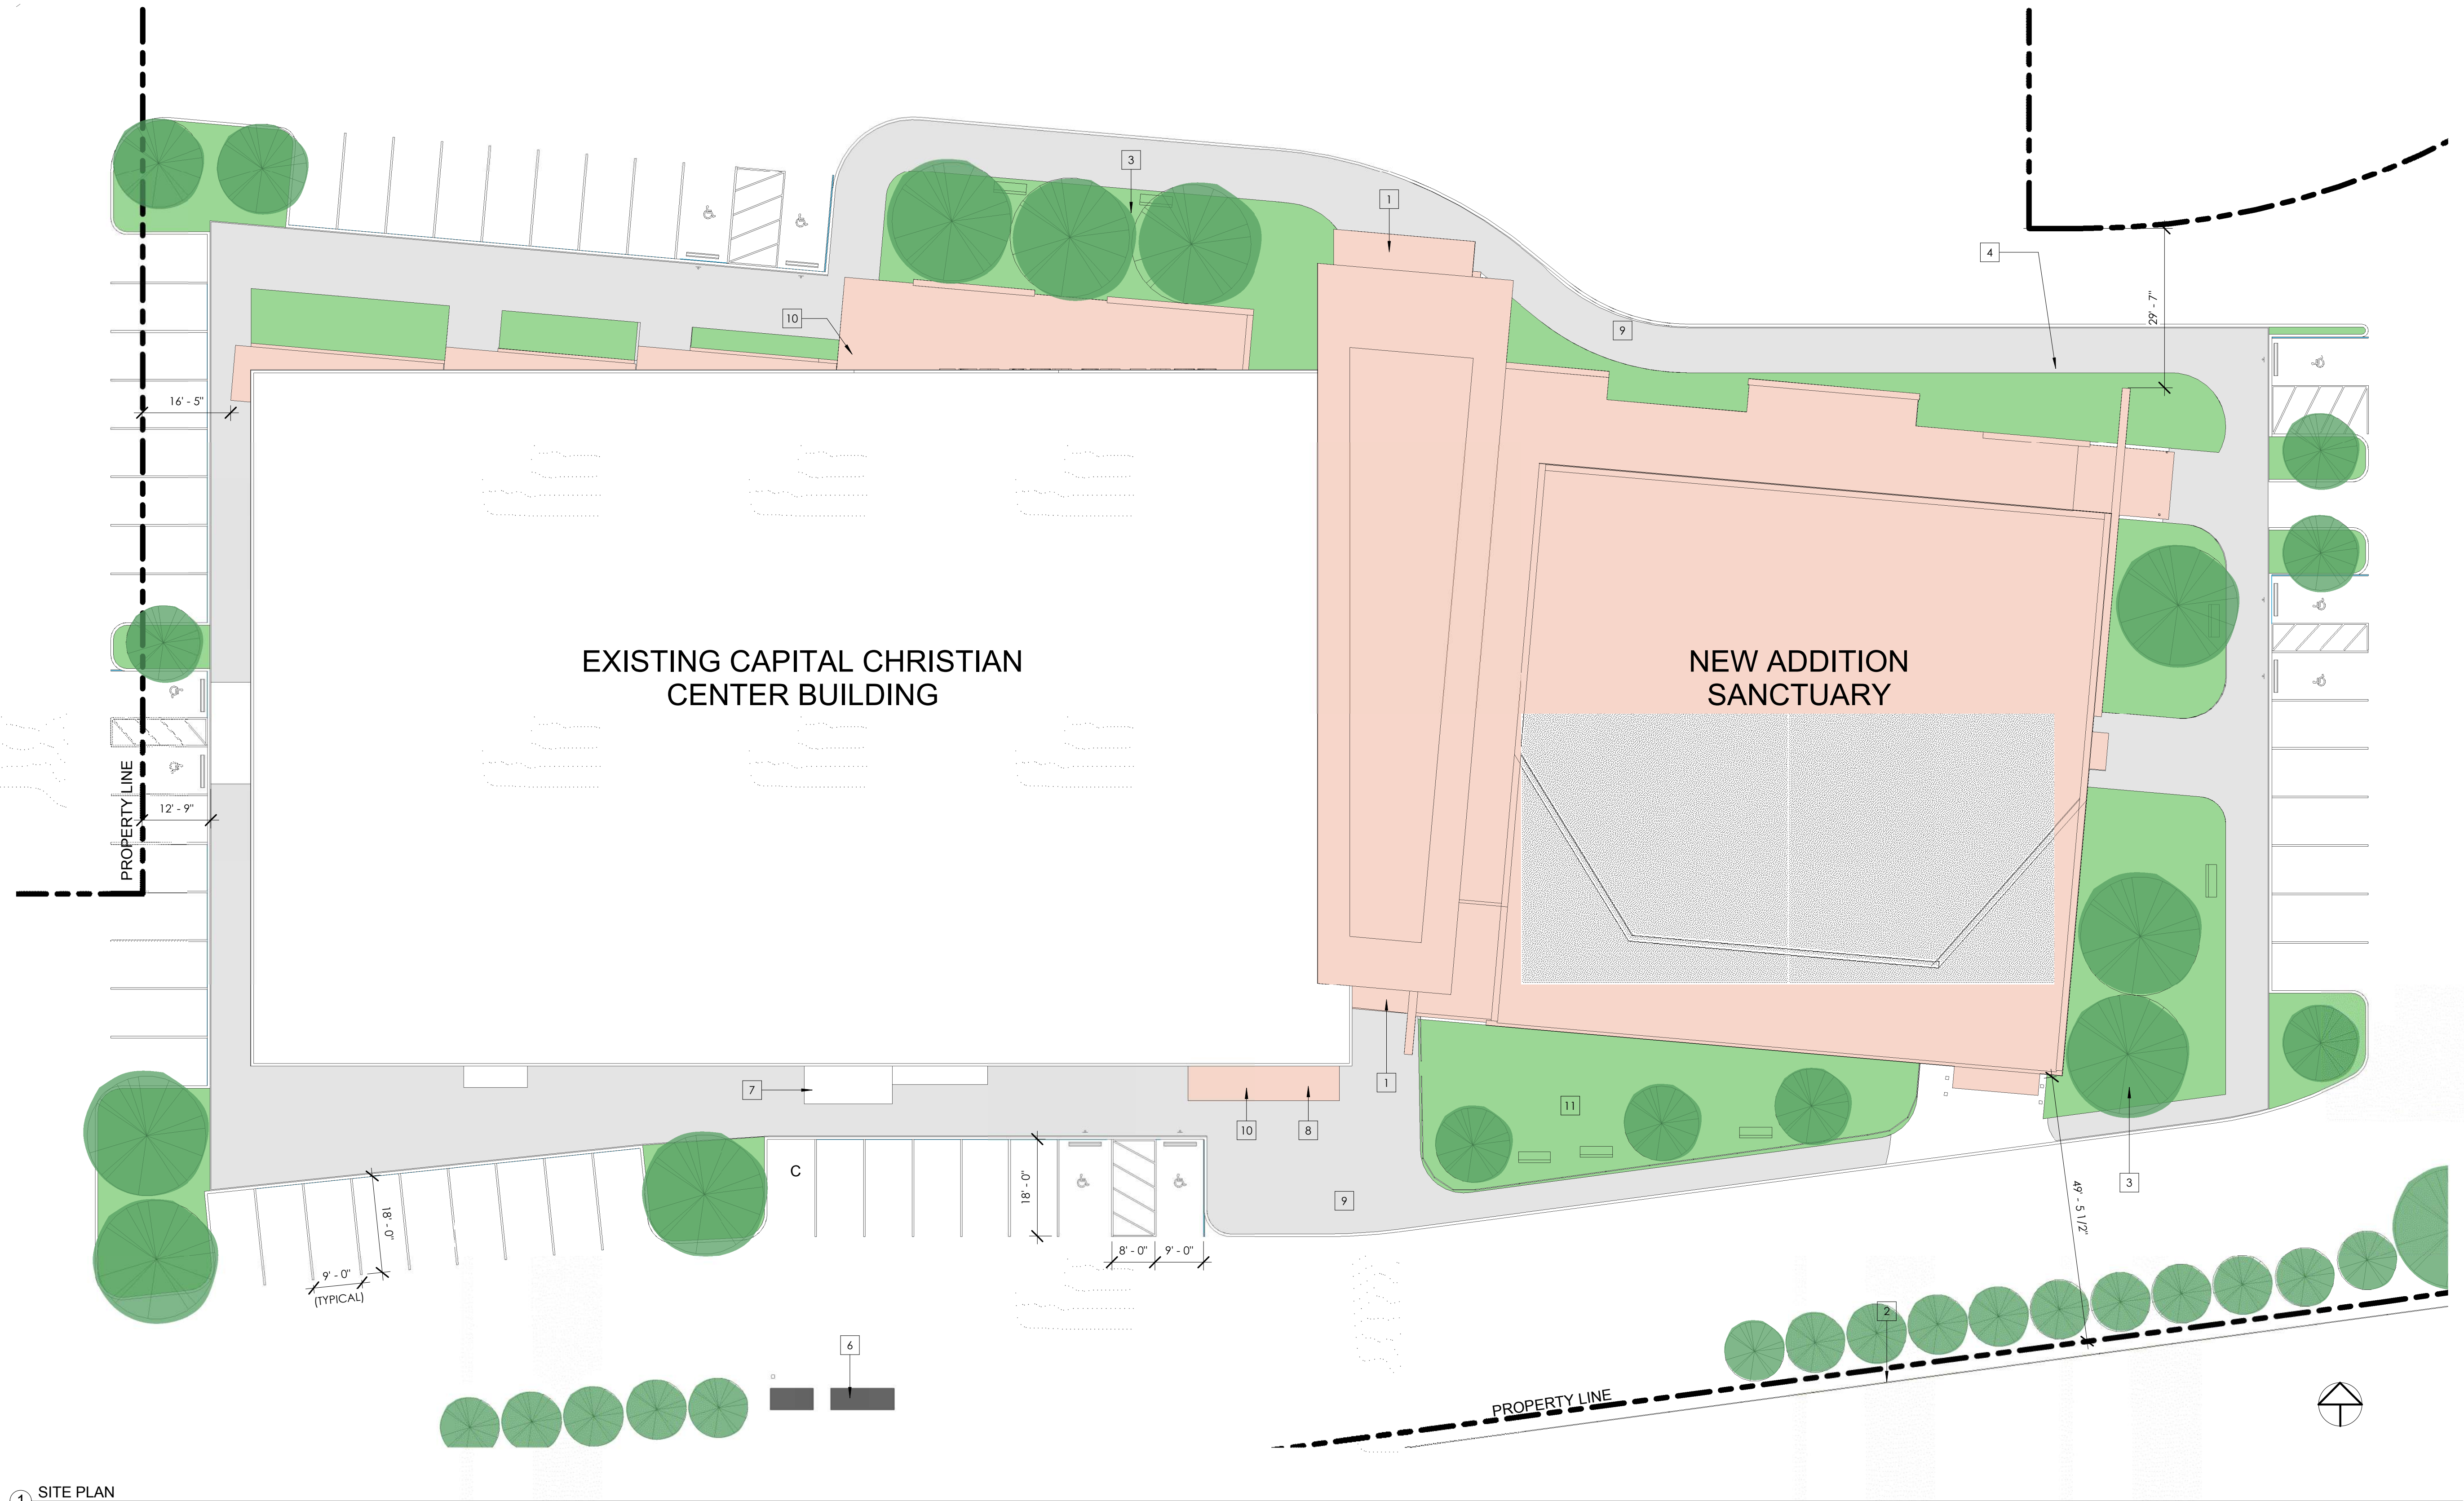 3
1
4
29' - 7"
10
9
16' - 5"
EXISTING CAPITAL CHRISTIAN
CENTER BUILDING
NEW ADDITION
SANCTUARY
PROPERTY LINE
12' - 9"
7
1
11
10
8
C
18' - 0"
9
3
18' - 0"
49' - 5 1/2"
8' - 0"
9' - 0"
9' - 0"
(TYPICAL)
2
6
PROPERTY LINE
1
SITE PLAN